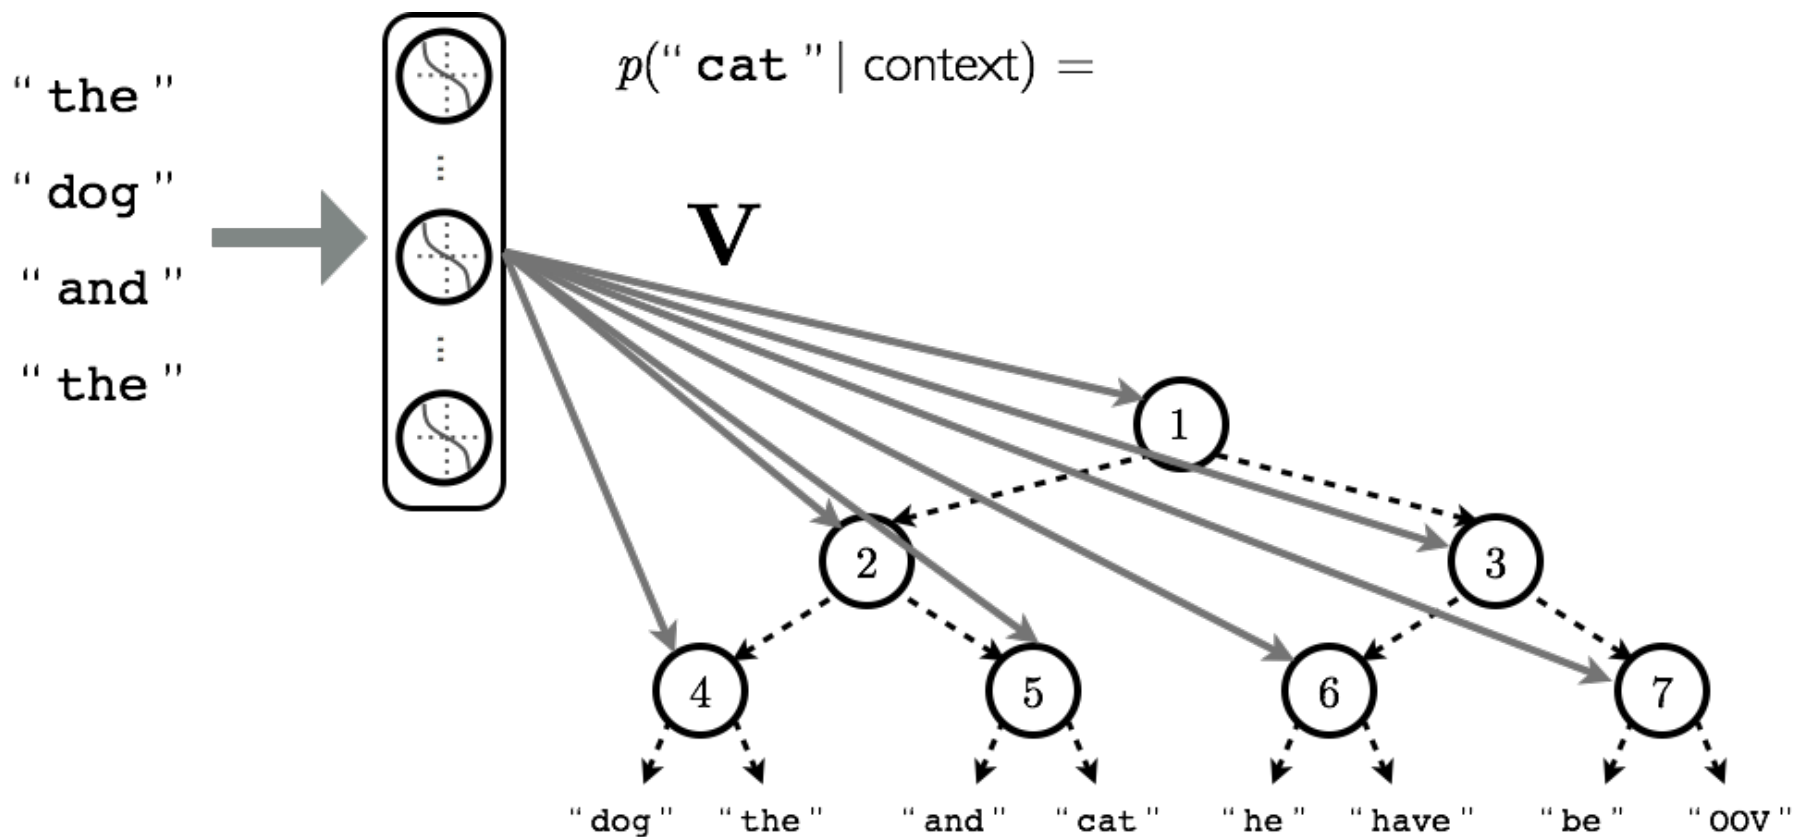 “ the ”
“ dog ”
“ and ”
“ the ”
p(“ cat ” | context) =
V
1
2 3
4 5 6 7
“dog” “the” “and” “cat” “he” “have” “be” “OOV”